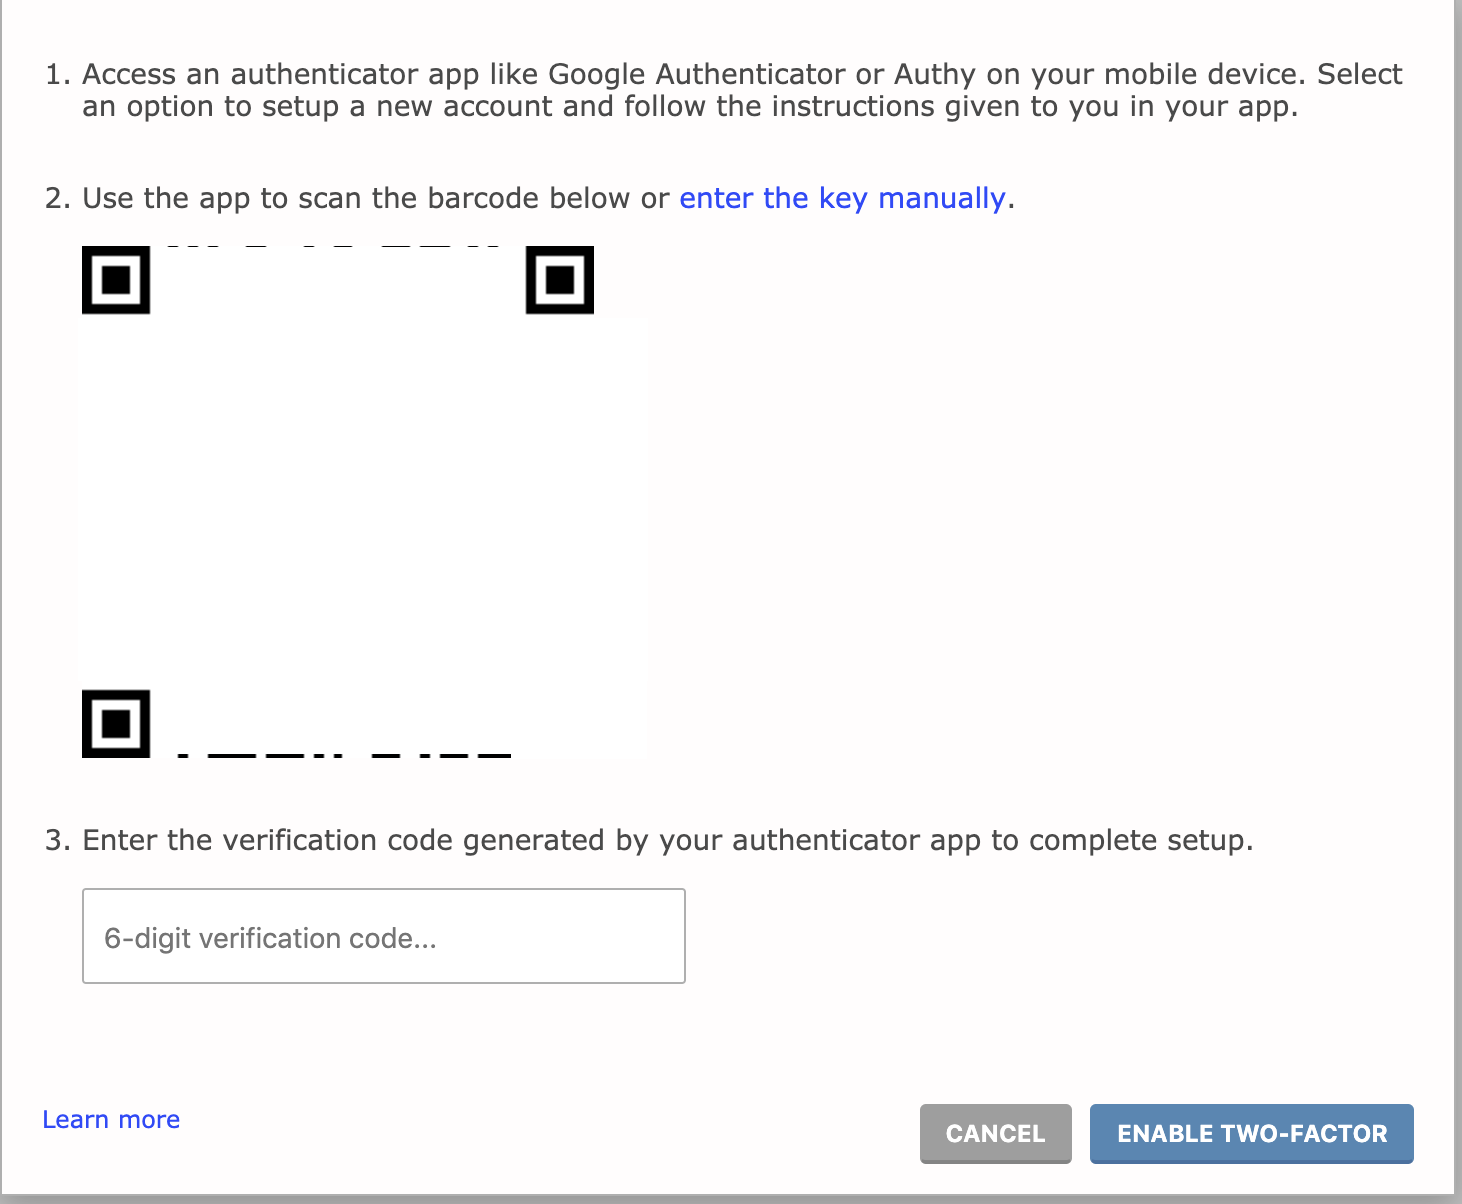 1. Access an authenticator app like Google Authenticator or Authy on your mobile device. Select
an option to setup a new account and follow the instructions given to you in your app.
2. Use the app to scan the barcode below or enter the key manually.
3. Enter the verification code generated by your authenticator app to complete setup.
6-digit verification code...
Learn more
CANCEL
ENABLE TWO-FACTOR